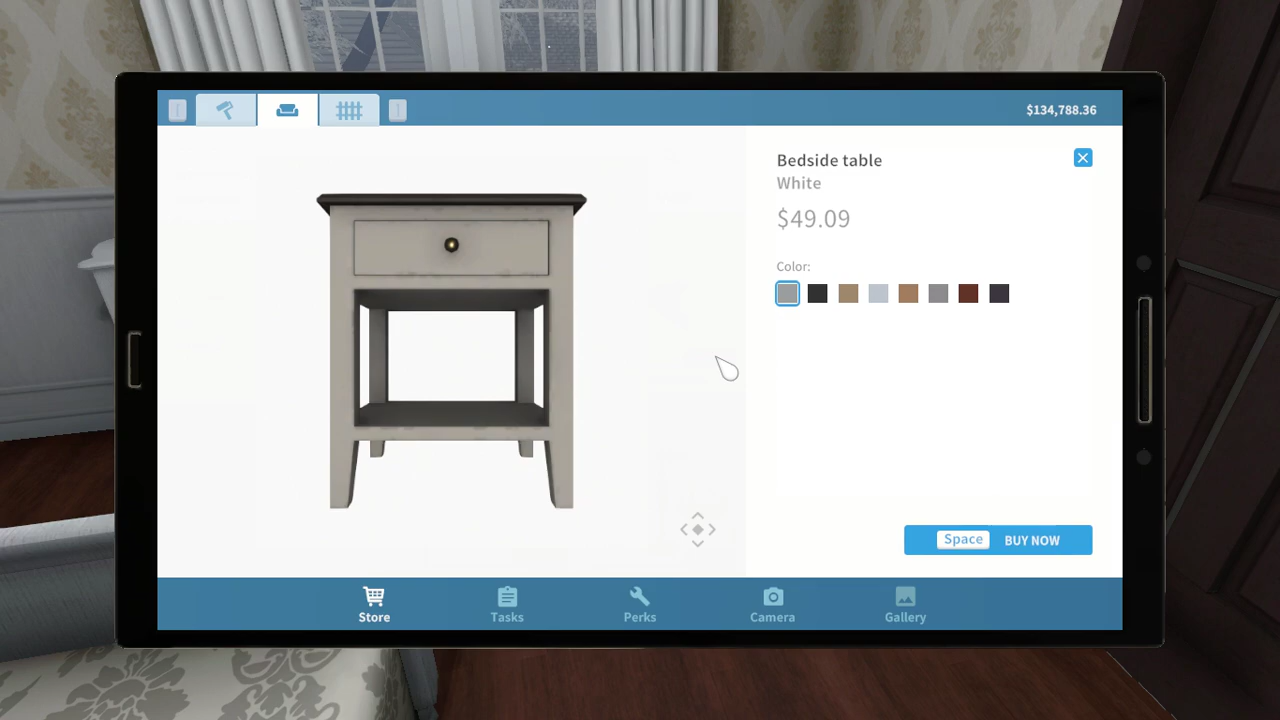 $134,788.36
Bedside table
White
$49.09
Color:
Space BUY NOW
Store Tasks Perks Camera Gallery